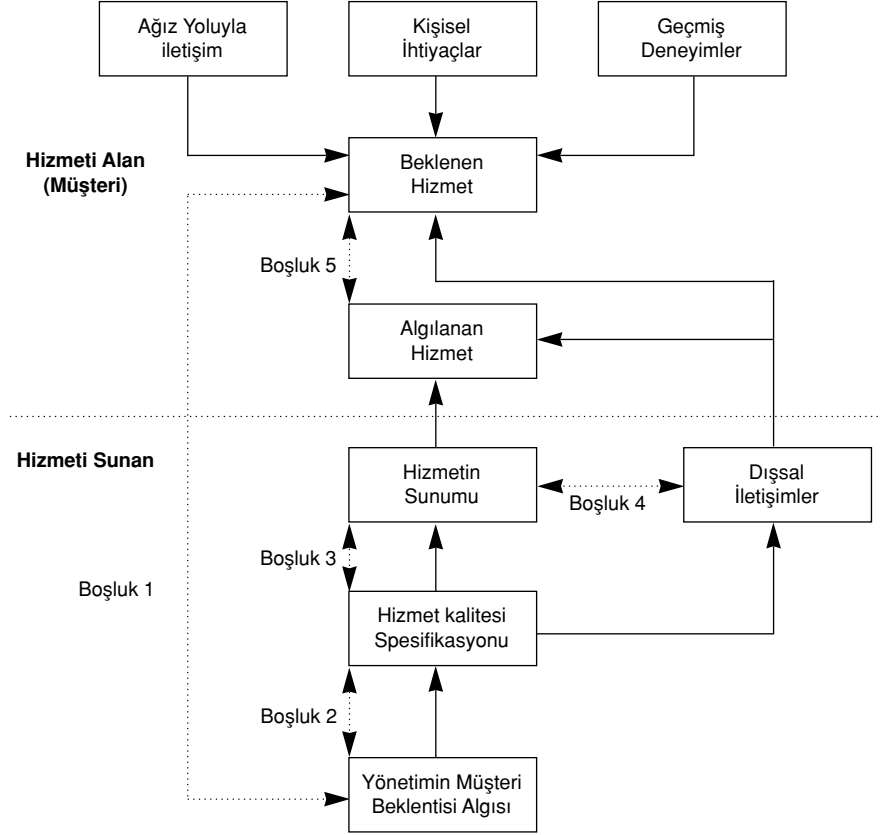 Ağız Yoluyla
iletişim
Kişisel
İhtiyaçlar
Geçmiş
Deneyimler
Hizmeti Alan
(Müşteri)
Beklenen
Hizmet
Boşluk 5
Algılanan
Hizmet
Hizmeti Sunan
Hizmetin
Sunumu
Boşluk 4
Dışsal
İletişimler
Boşluk 3
Boşluk 1
Hizmet kalitesi
Spesifikasyonu
Boşluk 2
Yönetimin Müşteri
Beklentisi Algısı